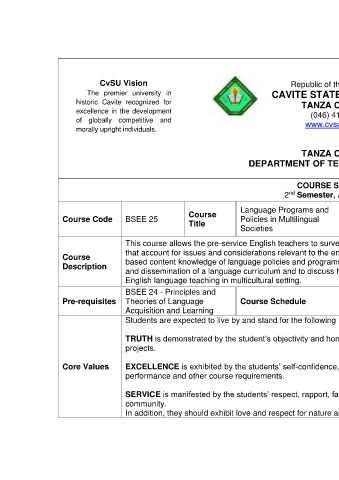 CvSU Vision
The premier university in
historic Cavite recognized for
excellence in the development
of globally competitive and
morally upright individuals.
Republic of th
CAVITE STATE
TANZA C
(046) 41
www.cvsu
TANZA C
DEPARTMENT OF TE
COURSE S
2nd Semester, A
Course Code
BSEE 25
Course
Title
Language Programs and
Policies in Multilingual
Societies
Course
Description
This course allows the pre-service English teachers to surve
that account for issues and considerations relevant to the en
based content knowledge of language policies and programs
and dissemination of a language curriculum and to discuss h
English language teaching in multicultural setting.
Pre-requisites
BSEE 24 - Principles and
Theories of Language
Acquisition and Learning
Course Schedule
Core Values
Students are expected to live by and stand for the following
TRUTH is demonstrated by the student's objectivity and hon
projects.
EXCELLENCE is exhibited by the students' self-confidence,
performance and other course requirements.
SERVICE is manifested by the students' respect, rapport, fa
community.
In addition, they should exhibit love and respect for nature a